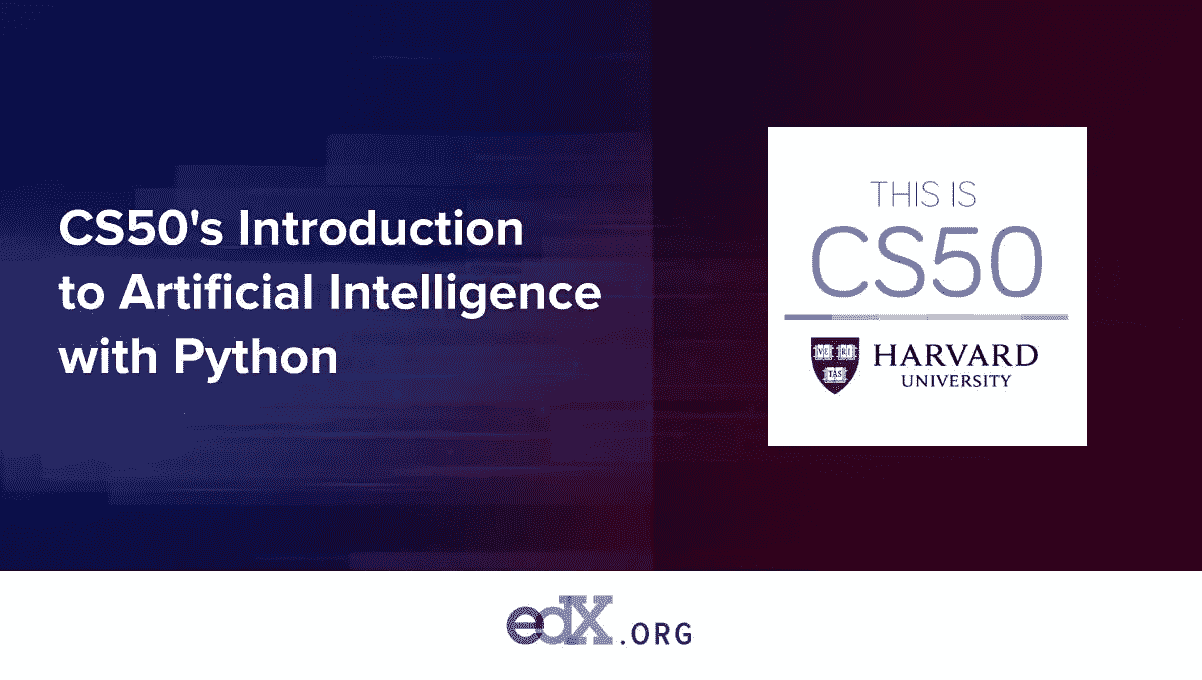 CS50's Introduction
to Artificial Intelligence
with Python
THIS IS
CS50
VE RI
TAS
HARVARD
UNIVERSITY
edX.ORG